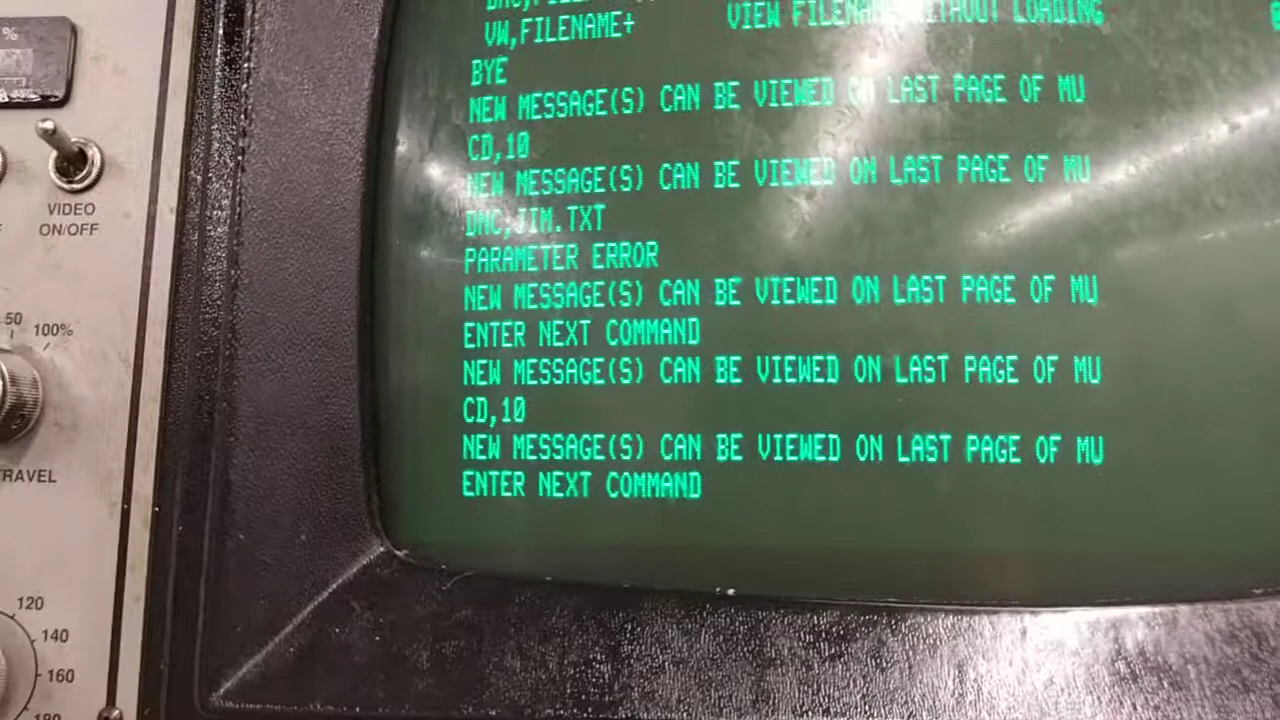 %
VIDEO
ON/OFF
50
100%
TRAVEL
120
140
160
180
VW,FILENAME+ VIEW FILENAME WITHOUT LOADING
BYE
NEW MESSAGE(S) CAN BE VIEWED ON LAST PAGE OF MU
CD,10
NEW MESSAGE(S) CAN BE VIEWED ON LAST PAGE OF MU
DNC,JIM.TXT
PARAMETER ERROR
NEW MESSAGE(S) CAN BE VIEWED ON LAST PAGE OF MU
ENTER NEXT COMMAND
NEW MESSAGE(S) CAN BE VIEWED ON LAST PAGE OF MU
CD,10
NEW MESSAGE(S) CAN BE VIEWED ON LAST PAGE OF MU
ENTER NEXT COMMAND